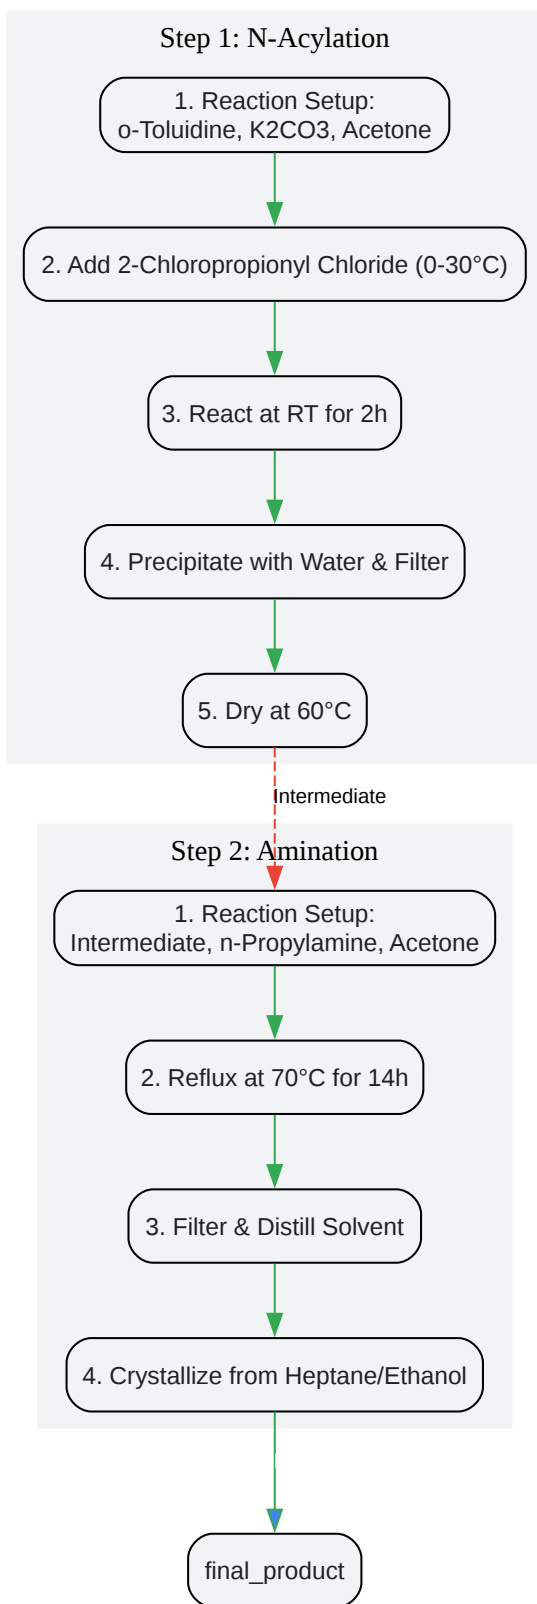 Step 1: N-Acylation
1. Reaction Setup:
o-Toluidine, K2CO3, Acetone
2. Add 2-Chloropropionyl Chloride (0-30°C)
3. React at RT for 2h
4. Precipitate with Water & Filter
5. Dry at 60°C
Intermediate
Step 2: Amination
1. Reaction Setup:
Intermediate, n-Propylamine, Acetone
2. Reflux at 70°C for 14h
3. Filter & Distill Solvent
4. Crystallize from Heptane/Ethanol
final_product